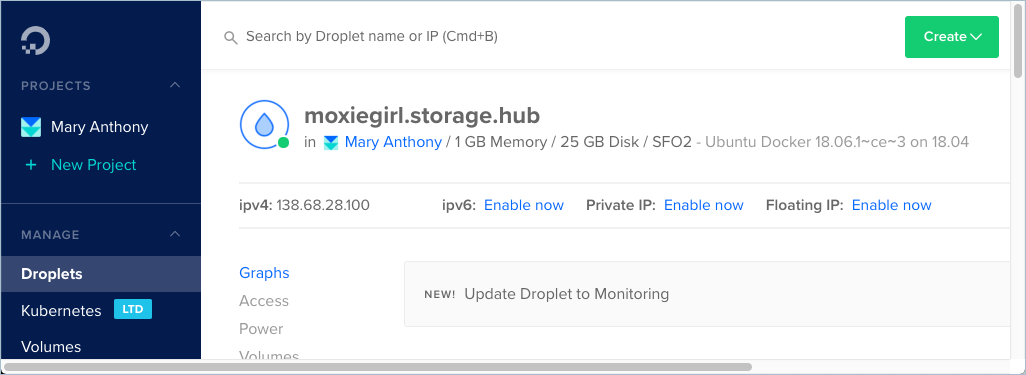 Search by Droplet name or IP (Cmd+B)
Create
PROJECTS
Mary Anthony
+ New Project
MANAGE
Droplets
Kubernetes LTD
Volumes
moxiegirl.storage.hub
in Mary Anthony / 1 GB Memory / 25 GB Disk / SFO2 - Ubuntu Docker 18.06.1~ce~3 on 18.04
ipv4: 138.68.28.100 ipv6: Enable now Private IP: Enable now Floating IP: Enable now
Graphs
Access
Power
Volumes
NEW! Update Droplet to Monitoring